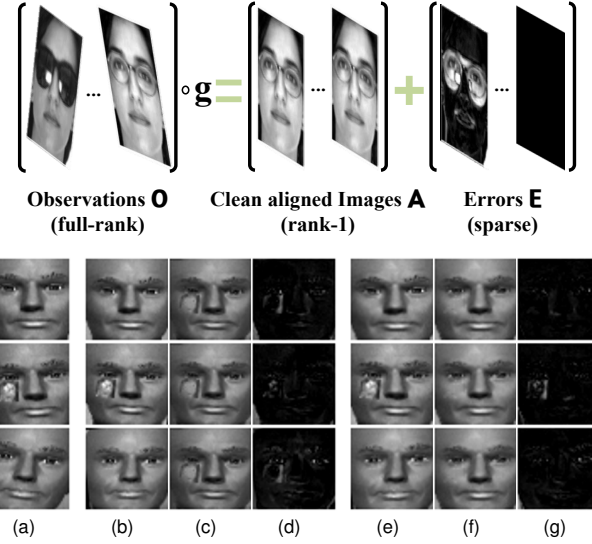 ... ∘ g = ... + ...
Observations O Clean aligned Images A Errors E
(full-rank) (rank-1) (sparse)
(a) (b) (c) (d) (e) (f) (g)